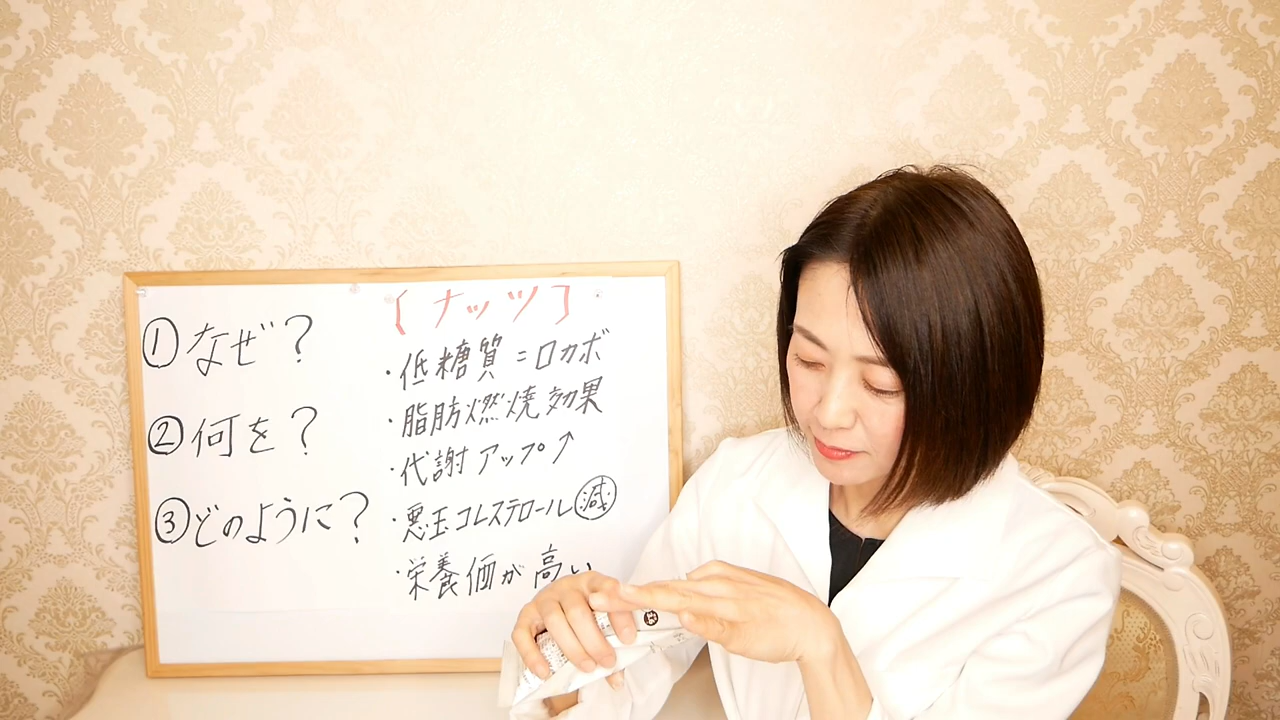 ①なぜ？
②何を？
③どのように？
[ナッツ]
・低糖質=ロカボ
・脂肪燃焼効果
・代謝アップ↑
・悪玉コレステロール減
・栄養価が高い